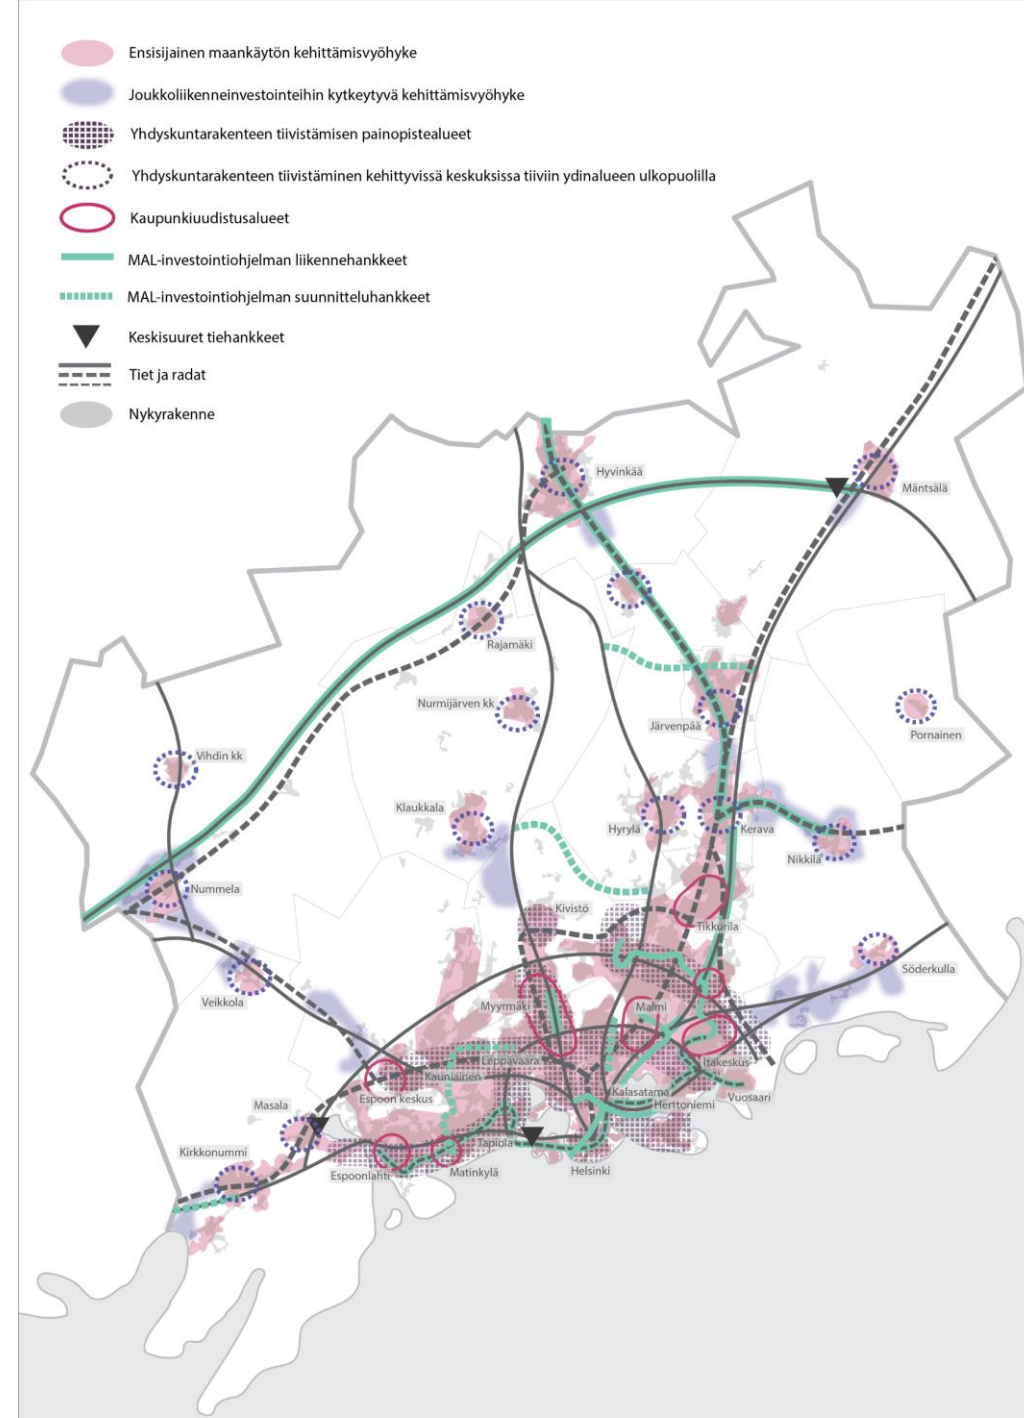 Ensisijainen maankäytön kehittämisvyöhyke
Joukkoliikenneinvestointeihin kytkeytyvä kehittämisvyöhyke
Yhdyskuntarakenteen tiivistämisen painopistealueet
Yhdyskuntarakenteen tiivistäminen kehittyvissä keskuksissa tiiviin ydinalueen ulkopuolilla
Kaupunkiuudistusalueet
MAL-investointiohjelman liikennehankkeet
MAL-investointiohjelman suunnitteluhankkeet
Keskisuuret tiehankkeet
Tiet ja radat
Nykyrakenne
Hyvinkää
Mäntsälä
Rajamäki
Nurmijärven kk
Järvenpää
Pornainen
Vihdin kk
Klaukkala
Hyrylä
Kerava
Nikkilä
Nummela
Kivistö
Tikkurila
Söderkulla
Veikkola
Myyrmäki
Malmi
Leppävaara
Itäkeskus
Kauniainen
Espoon keskus
Kalasatama
Vuosaari
Herttoniemi
Masala
Tapiola
Kirkkonummi
Espoonlahti
Matinkylä
Helsinki